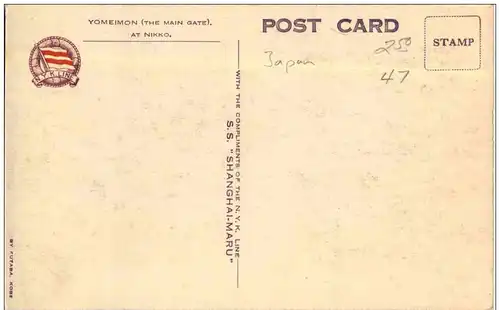 YOMEIMON (THE MAIN GATE),
AT NIKKO.
POST CARD
STAMP
Japan
250
47
N.Y.K. LINE
WITH THE COMPLIMENTS OF THE N.Y.K. LINE
S.S. "SHANGHAI-MARU"
BY FUTABA, KOBE